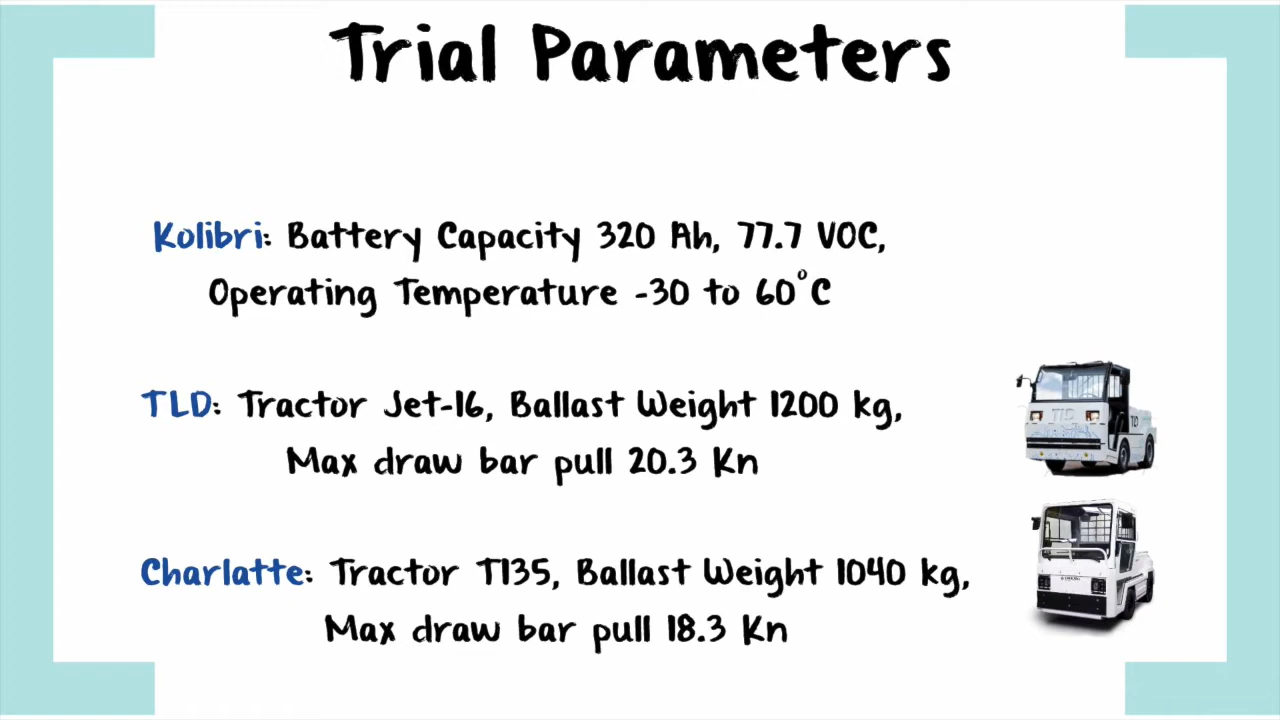 Trial Parameters
Kolibri: Battery Capacity 320 Ah, 77.7 VOC,
Operating Temperature -30 to 60°C
TLD: Tractor Jet-16, Ballast Weight 1200 kg,
Max draw bar pull 20.3 Kn
Charlatte: Tractor T135, Ballast Weight 1040 kg,
Max draw bar pull 18.3 Kn
TLD
TLD